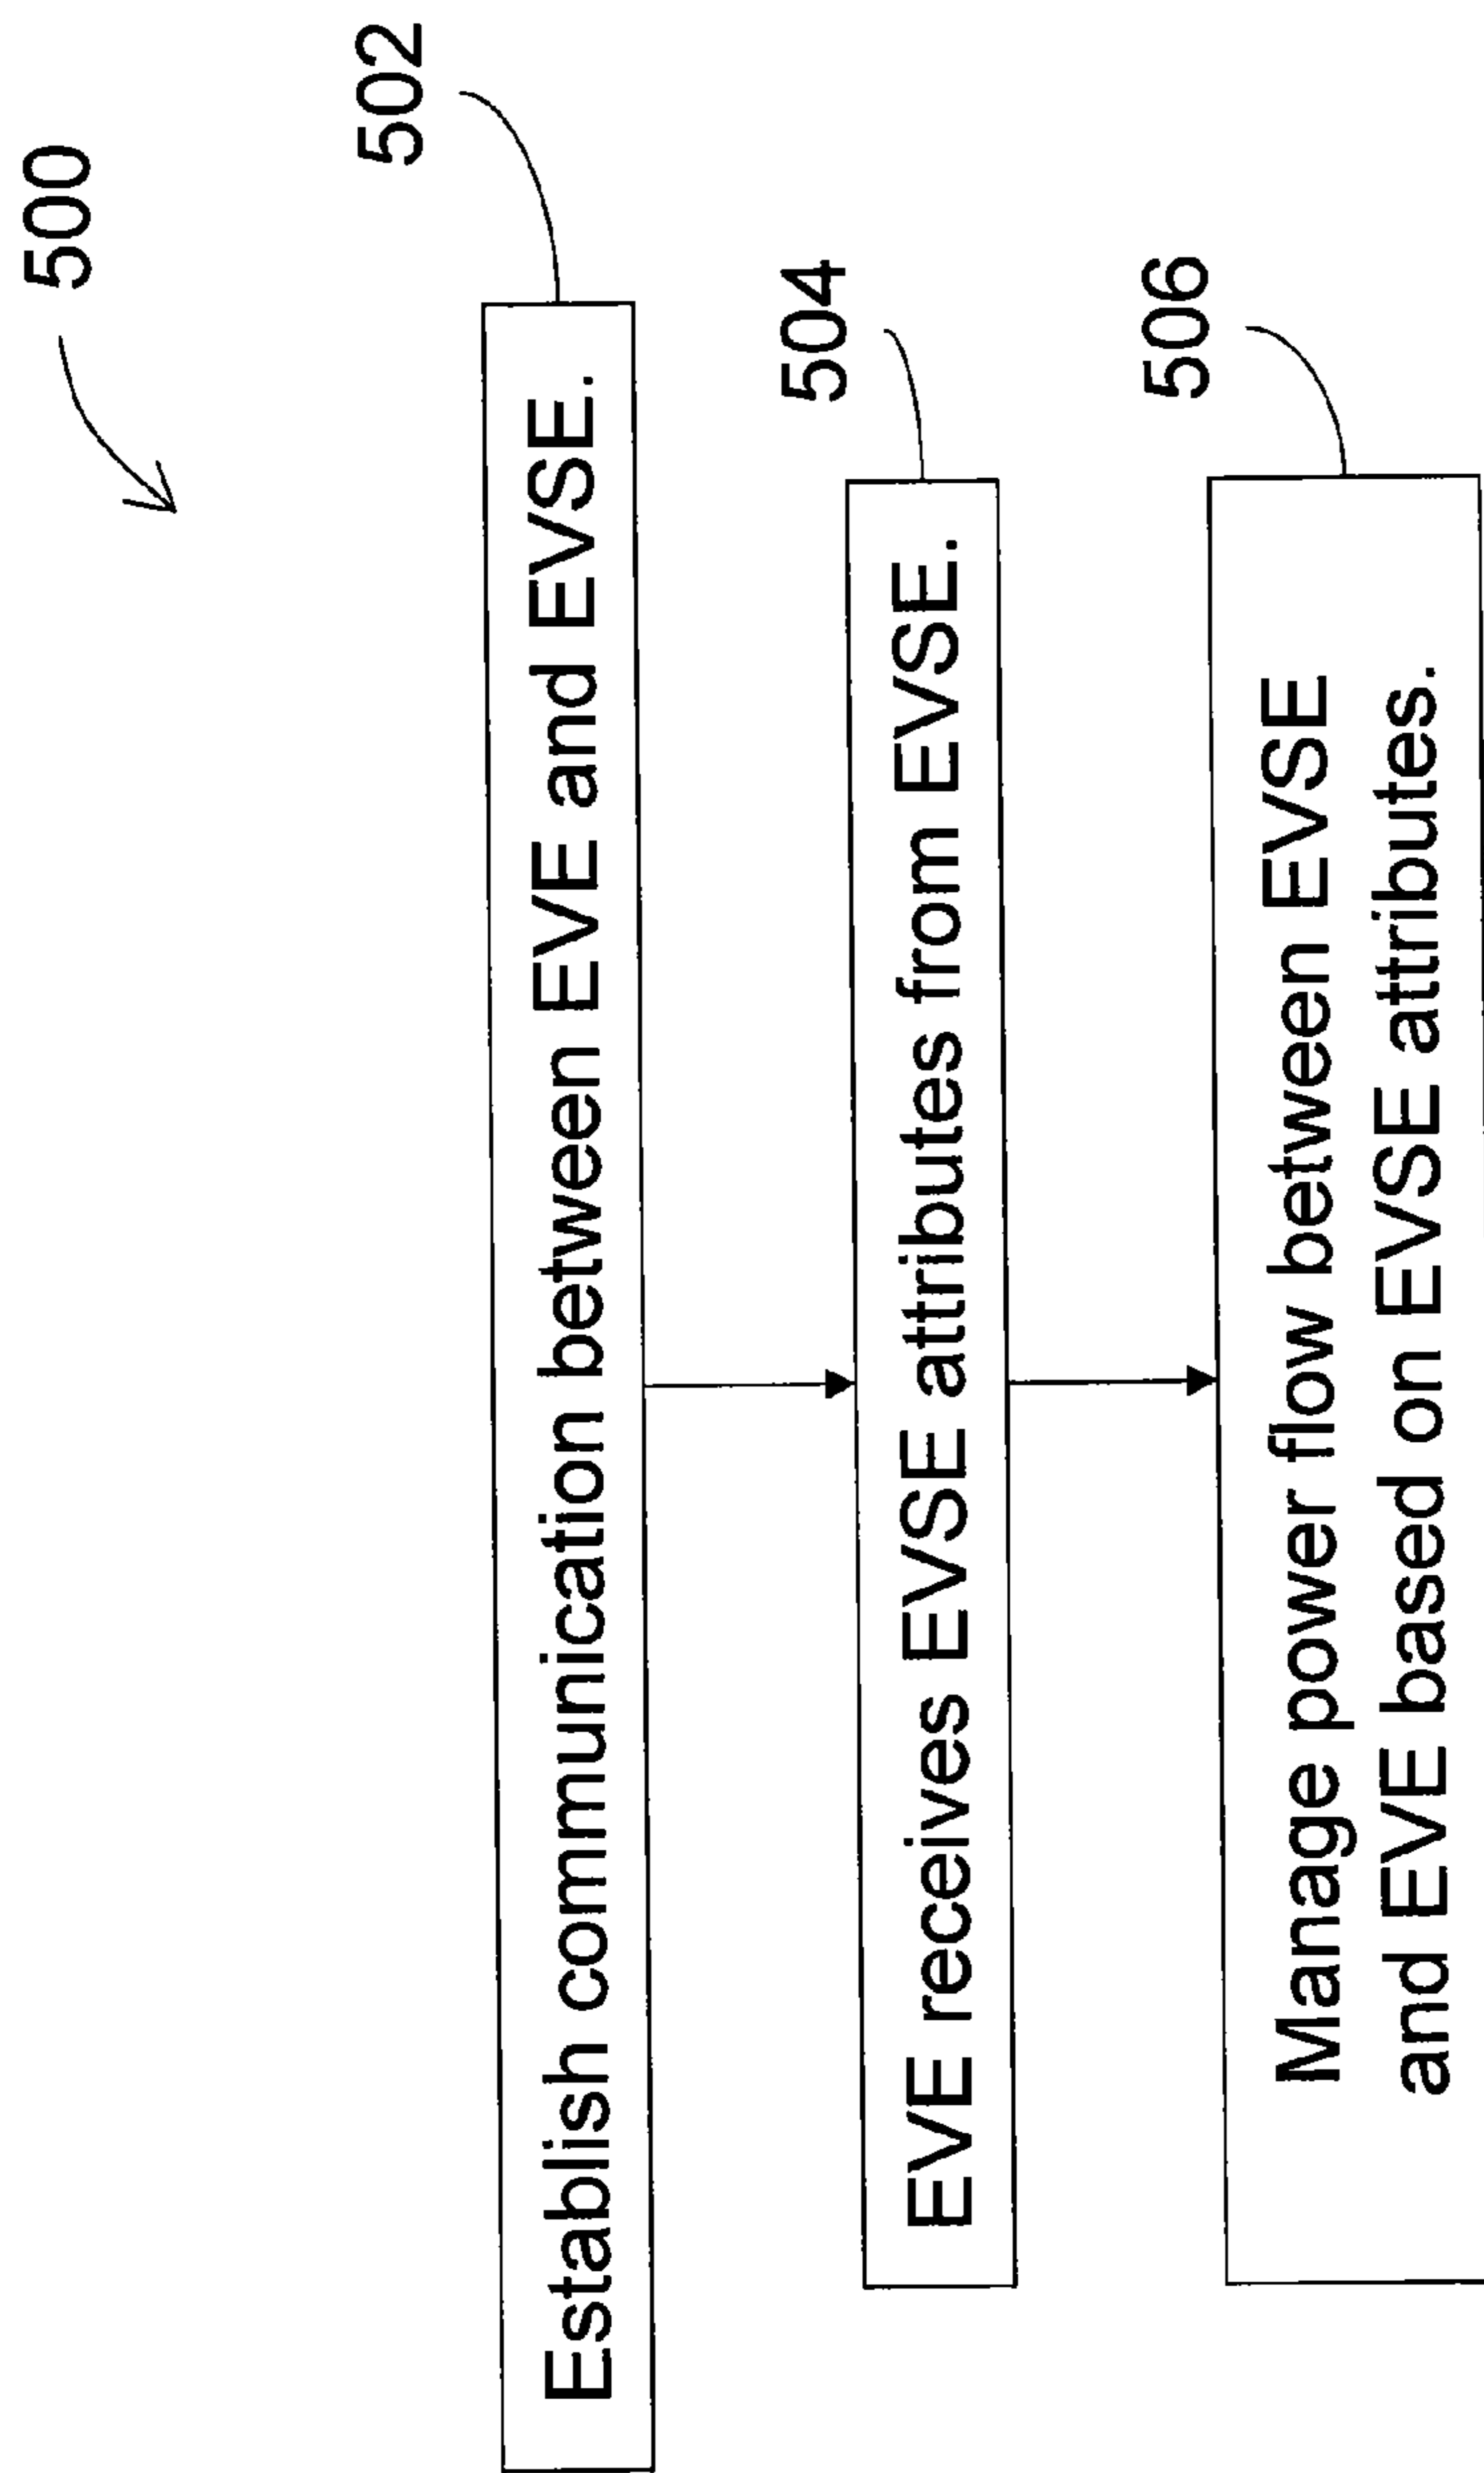 500
502
Establish communication between EVE and EVSE.
504
EVE receives EVSE attributes from EVSE.
506
Manage power flow between EVSE
and EVE based on EVSE attributes.